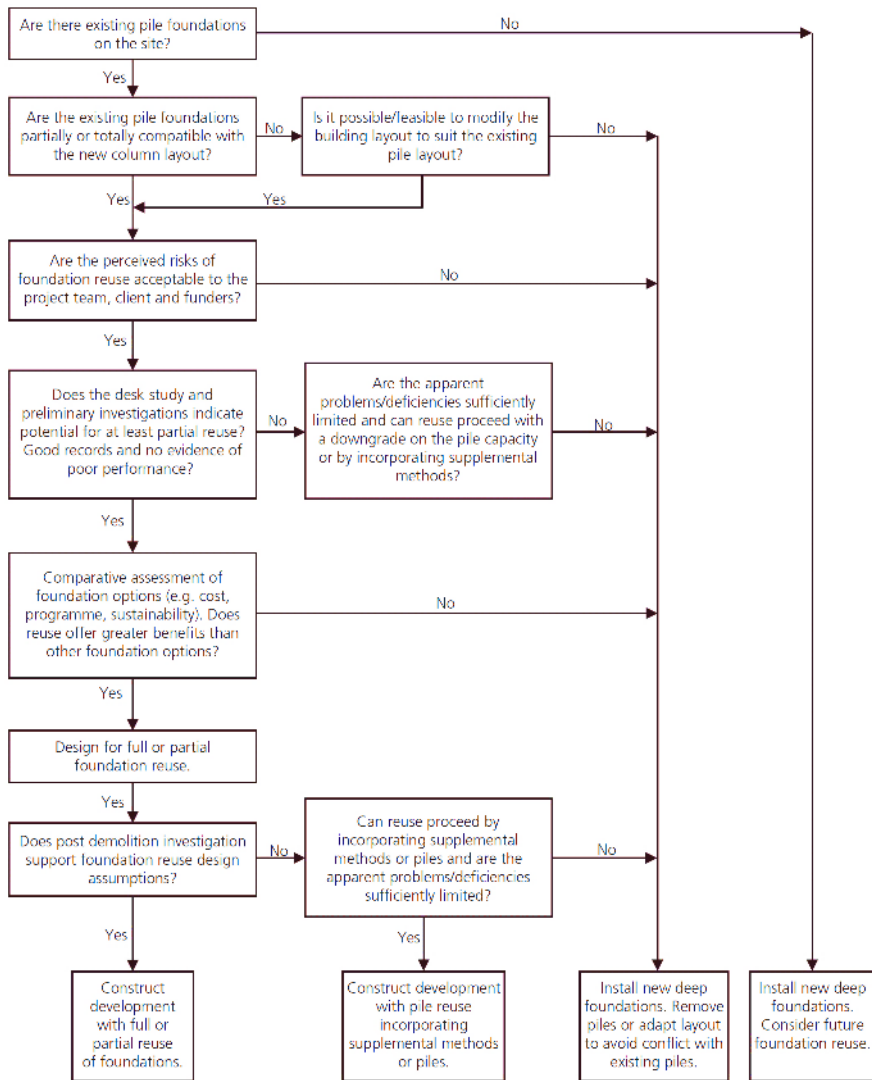 Are there existing pile foundations
on the site?
No
Yes
Are the existing pile foundations
partially or totally compatible with
the new column layout?
No
Is it possible/feasible to modify the
building layout to suit the existing
pile layout?
No
Yes
Yes
Are the perceived risks of
foundation reuse acceptable to the
project team, client and funders?
No
Yes
Does the desk study and
preliminary investigations indicate
potential for at least partial reuse?
Good records and no evidence of
poor performance?
No
Are the apparent
problems/deficiencies sufficiently
limited and can reuse proceed with
a downgrade on the pile capacity
or by incorporating supplemental
methods?
No
Yes
Comparative assessment of
foundation options (e.g. cost,
programme, sustainability). Does
reuse offer greater benefits than
other foundation options?
No
Yes
Design for full or partial
foundation reuse.
Yes
Does post demolition investigation
support foundation reuse design
assumptions?
No
Can reuse proceed by
incorporating supplemental
methods or piles and are the
apparent problems/deficiencies
sufficiently limited?
No
Yes
Yes
Construct
development
with full or
partial reuse
of foundations.
Construct development
with pile reuse
incorporating
supplemental methods
or piles.
Install new deep
foundations. Remove
piles or adapt layout
to avoid conflict with
existing piles.
Install new deep
foundations.
Consider future
foundation reuse.